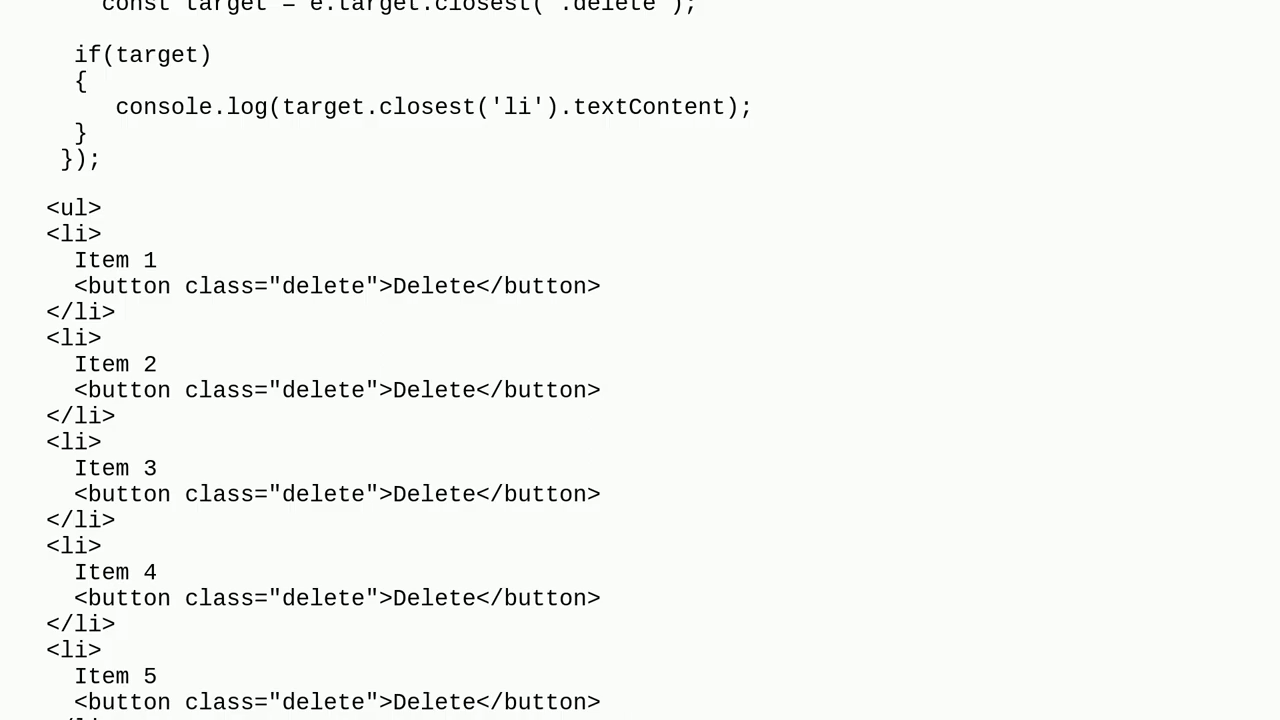 const target = e.target.closest('.delete');
if(target)
{
console.log(target.closest('li').textContent);
}
});
<ul>
<li>
Item 1
<button class="delete">Delete</button>
</li>
<li>
Item 2
<button class="delete">Delete</button>
</li>
<li>
Item 3
<button class="delete">Delete</button>
</li>
<li>
Item 4
<button class="delete">Delete</button>
</li>
<li>
Item 5
<button class="delete">Delete</button>